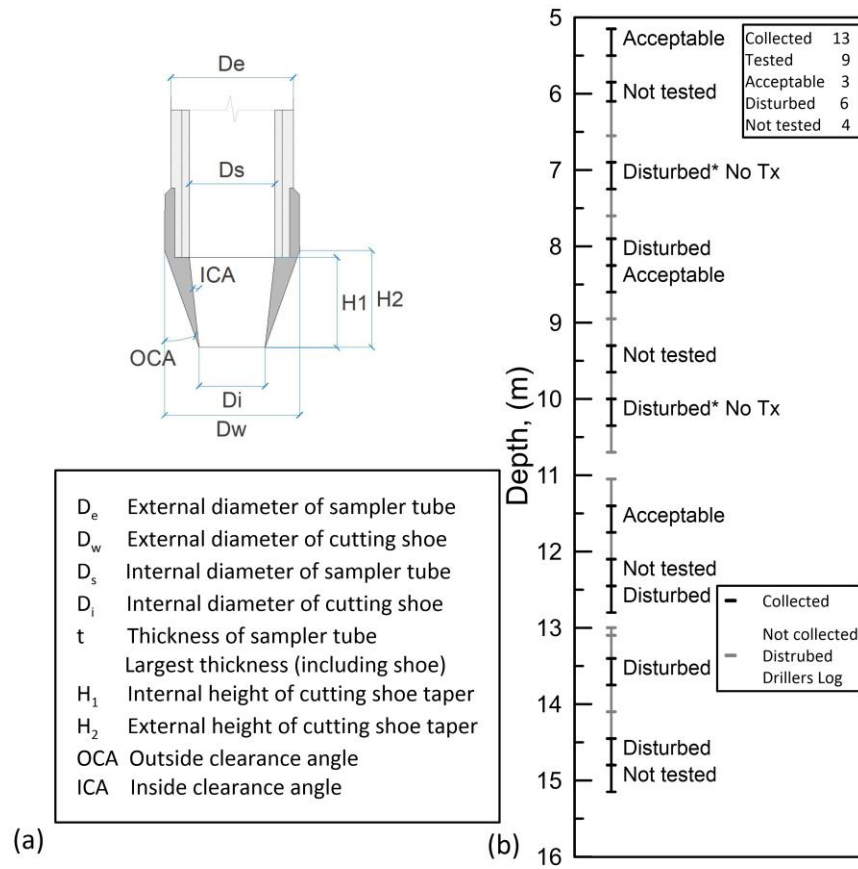 De
Ds
ICA
H1
H2
OCA
Di
Dw
De External diameter of sampler tube
Dw External diameter of cutting shoe
Ds Internal diameter of sampler tube
Di Internal diameter of cutting shoe
t Thickness of sampler tube
Largest thickness (including shoe)
H1 Internal height of cutting shoe taper
H2 External height of cutting shoe taper
OCA Outside clearance angle
ICA Inside clearance angle
(a)
Depth, (m)
5
6
7
8
9
10
11
12
13
14
15
16
Acceptable
Not tested
Disturbed* No Tx
Disturbed
Acceptable
Not tested
Disturbed* No Tx
Acceptable
Not tested
Disturbed
Disturbed
Disturbed
Not tested
Collected 13
Tested 9
Acceptable 3
Disturbed 6
Not tested 4
Collected
Not collected
Distrubed
Drillers Log
(b)